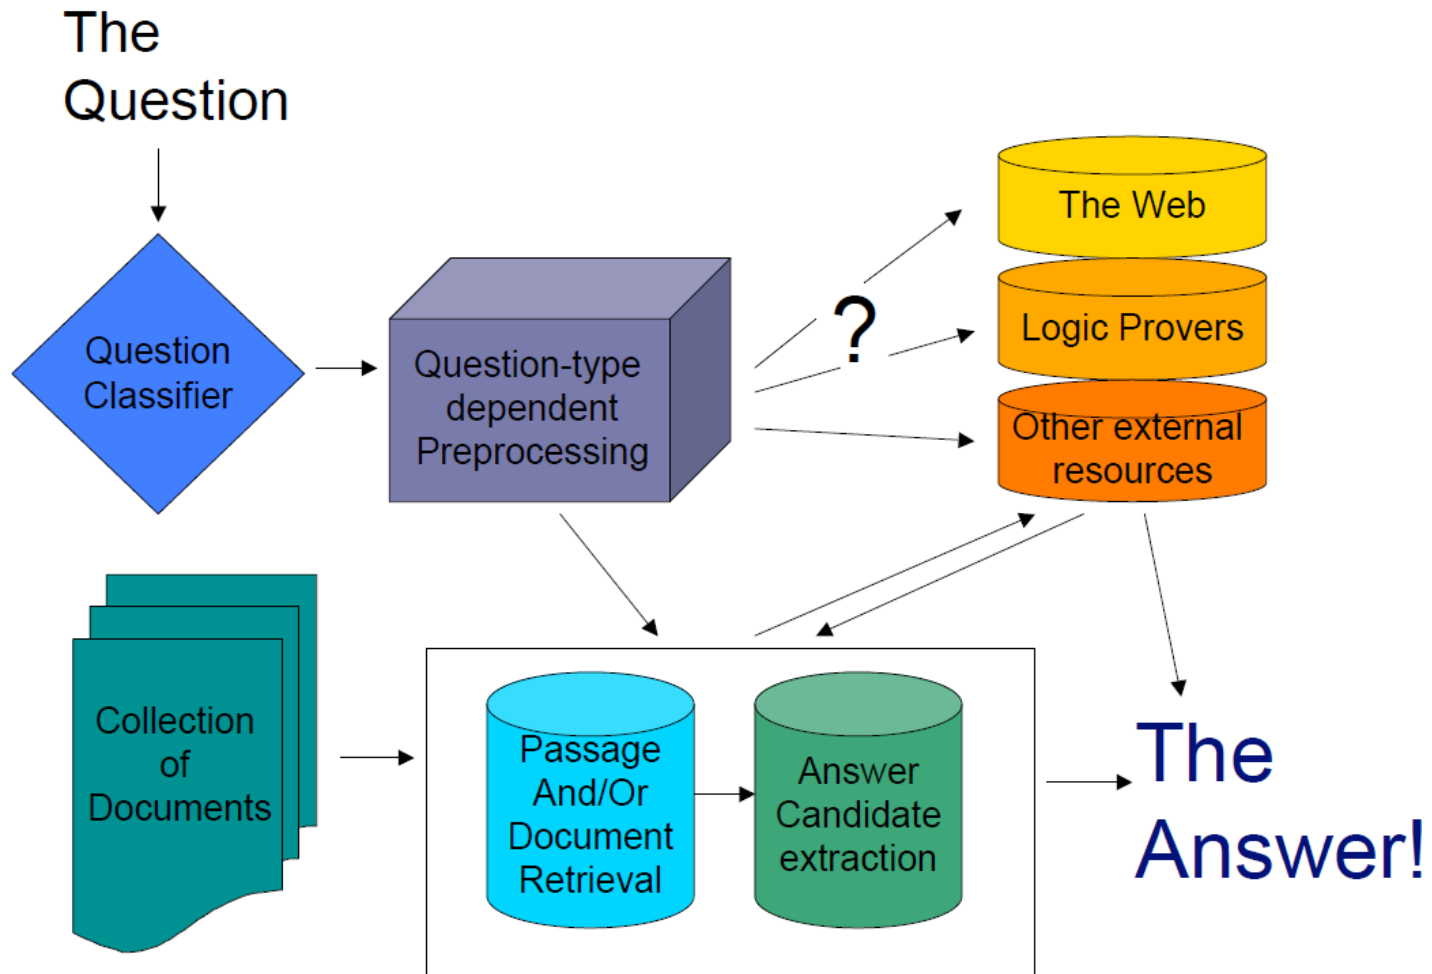 The
Question
The Web
?
Logic Provers
Question
Classifier
Question-type
dependent
Preprocessing
Other external
resources
Collection
of
Documents
Passage
And/Or
Document
Retrieval
Answer
Candidate
extraction
The
Answer!